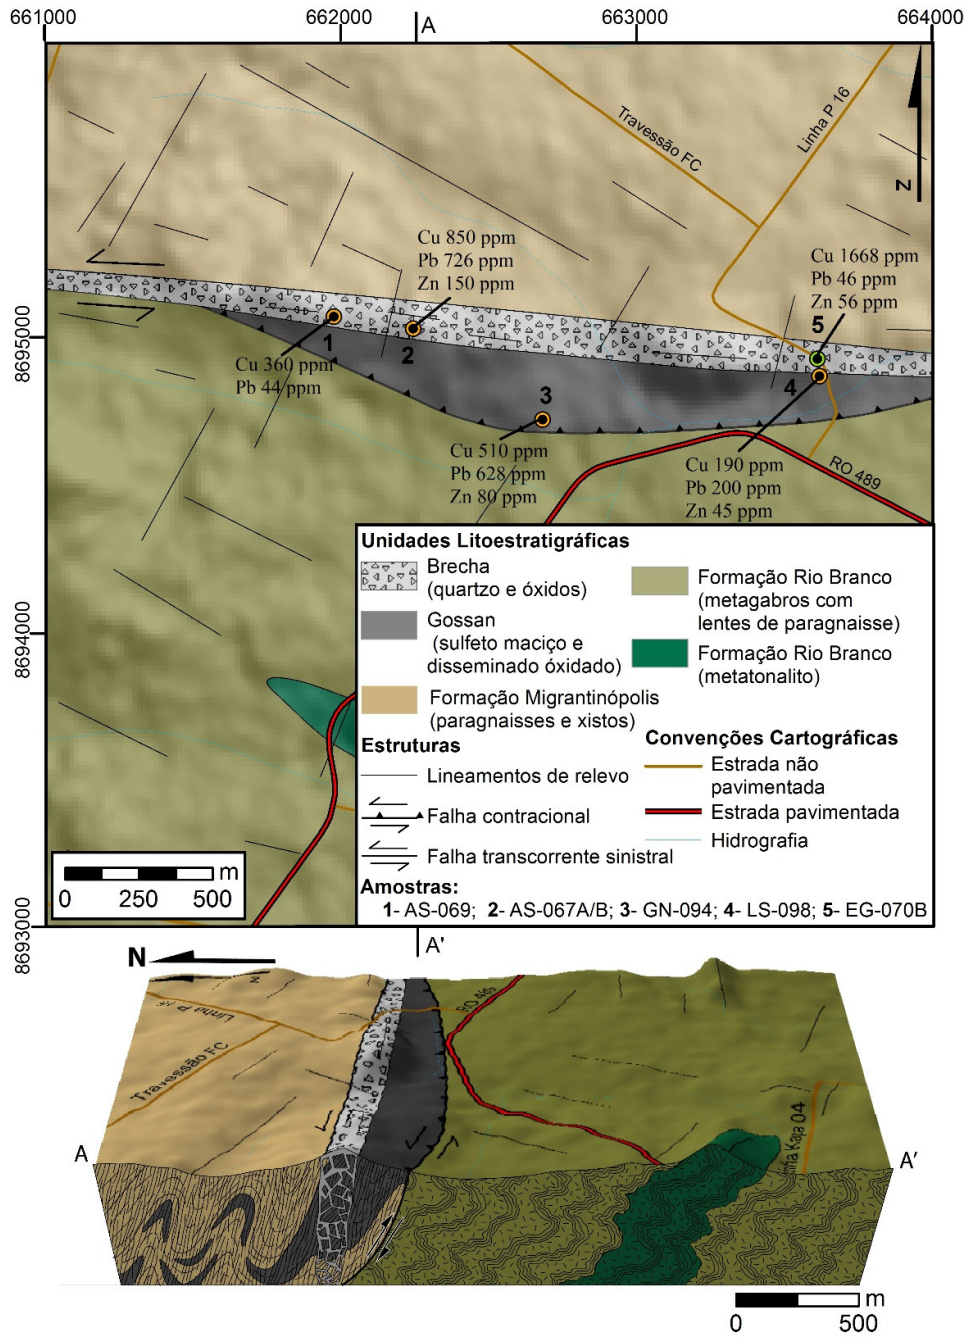 661000
662000
663000
664000
A
Travessão FC
Linha P 16
N
Cu 850 ppm
Pb 726 ppm
Zn 150 ppm
Cu 1668 ppm
Pb 46 ppm
Zn 56 ppm
8695000
1
2
5
Cu 360 ppm
Pb 44 ppm
3
4
Cu 510 ppm
Pb 628 ppm
Zn 80 ppm
Cu 190 ppm
Pb 200 ppm
Zn 45 ppm
RO 489
8694000
8693000
Unidades Litoestratigráficas
Brecha
(quartzo e óxidos)
Gossan
(sulfeto maciço e
disseminado óxidado)
Formação Migrantinópolis
(paragnaisses e xistos)
Formação Rio Branco
(metagabros com
lentes de paragnaisse)
Formação Rio Branco
(metatonalito)
Estruturas
Lineamentos de relevo
Falha contracional
Falha transcorrente sinistral
Convenções Cartográficas
Estrada não
pavimentada
Estrada pavimentada
Hidrografia
Amostras:
1- AS-069; 2- AS-067A/B; 3- GN-094; 4- LS-098; 5- EG-070B
m
0 250 500
A'
N
N
Linha P 16
Travessão FC
RO 489
Linha Kapa 04
A
A'
m
0 500